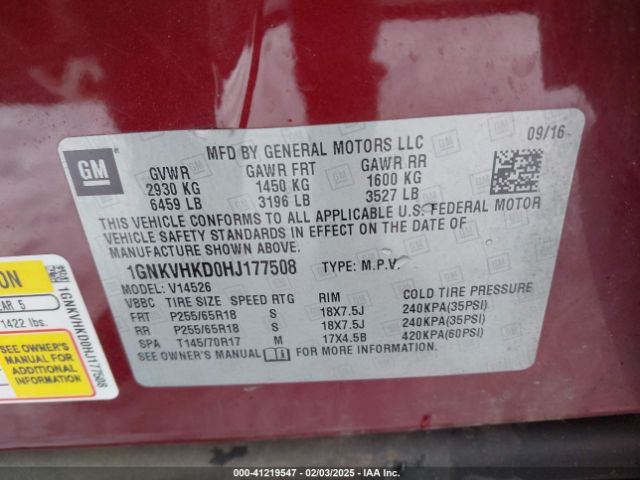 MFD BY GENERAL MOTORS LLC
09/16
GM
GVWR GAWR FRT GAWR RR
2930 KG 1450 KG 1600 KG
6459 LB 3196 LB 3527 LB
THIS VEHICLE CONFORMS TO ALL APPLICABLE U.S. FEDERAL MOTOR
VEHICLE SAFETY STANDARDS IN EFFECT ON THE DATE OF
MANUFACTURE SHOWN ABOVE.
1GNKVHKD0HJ177508 TYPE: M.P.V.
MODEL: V14526
VBBC TIRE SIZE SPEED RTG RIM COLD TIRE PRESSURE
FRT P255/65R18 S 18X7.5J 240KPA(35PSI)
RR P255/65R18 S 18X7.5J 240KPA(35PSI)
SPA T145/70R17 M 17X4.5B 420KPA(60PSI)
SEE OWNER'S MANUAL FOR MORE INFORMATION.
ION
AR 5
1422 lbs.
SEE OWNER'S
MANUAL FOR
ADDITIONAL
INFORMATION
1GNKVHKD0HJ177508
000-41219547 - 02/03/2025 - IAA Inc.